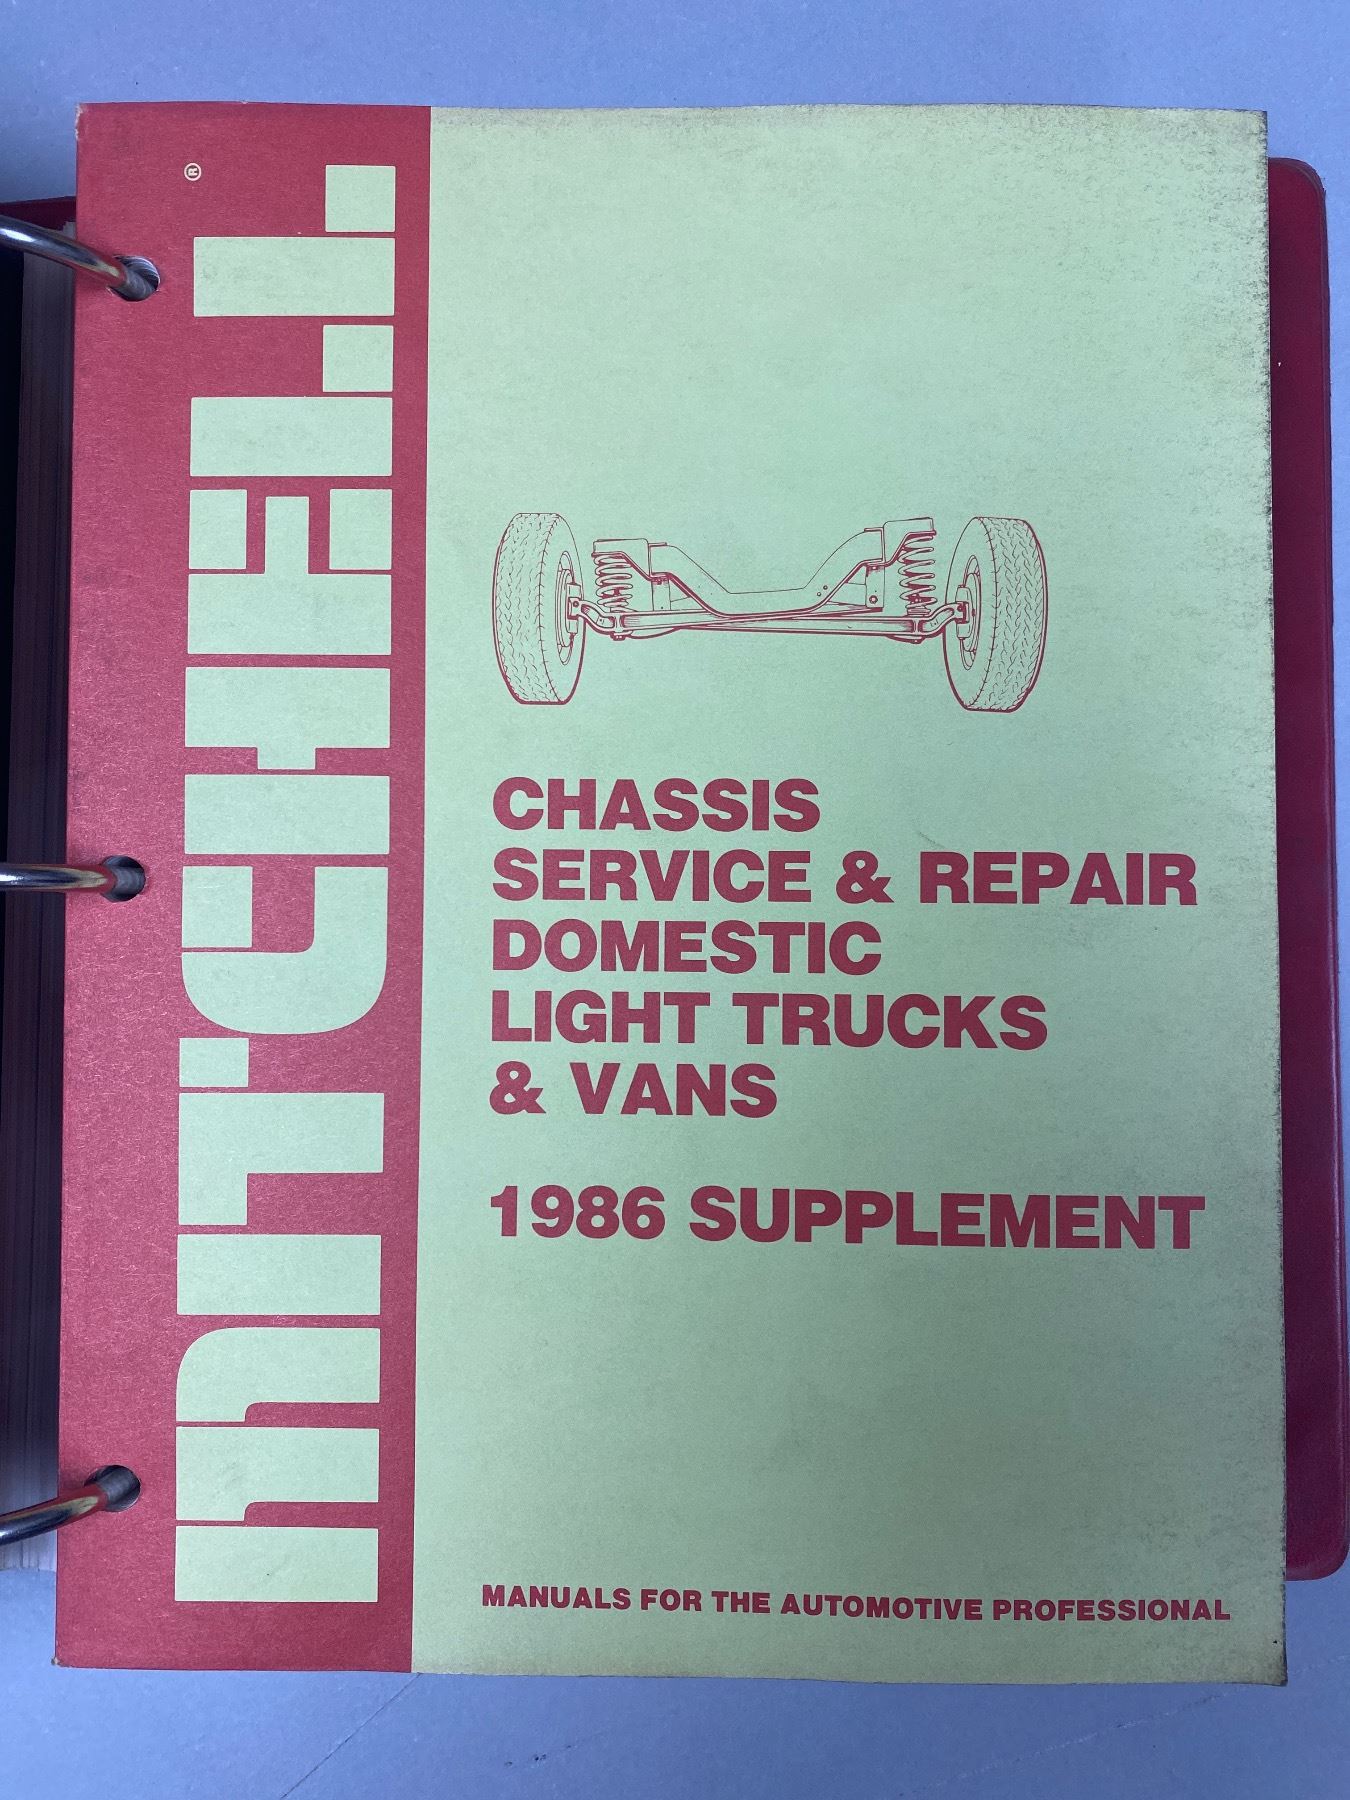 MITCHELL®
CHASSIS
SERVICE & REPAIR
DOMESTIC
LIGHT TRUCKS
& VANS
1986 SUPPLEMENT
MANUALS FOR THE AUTOMOTIVE PROFESSIONAL